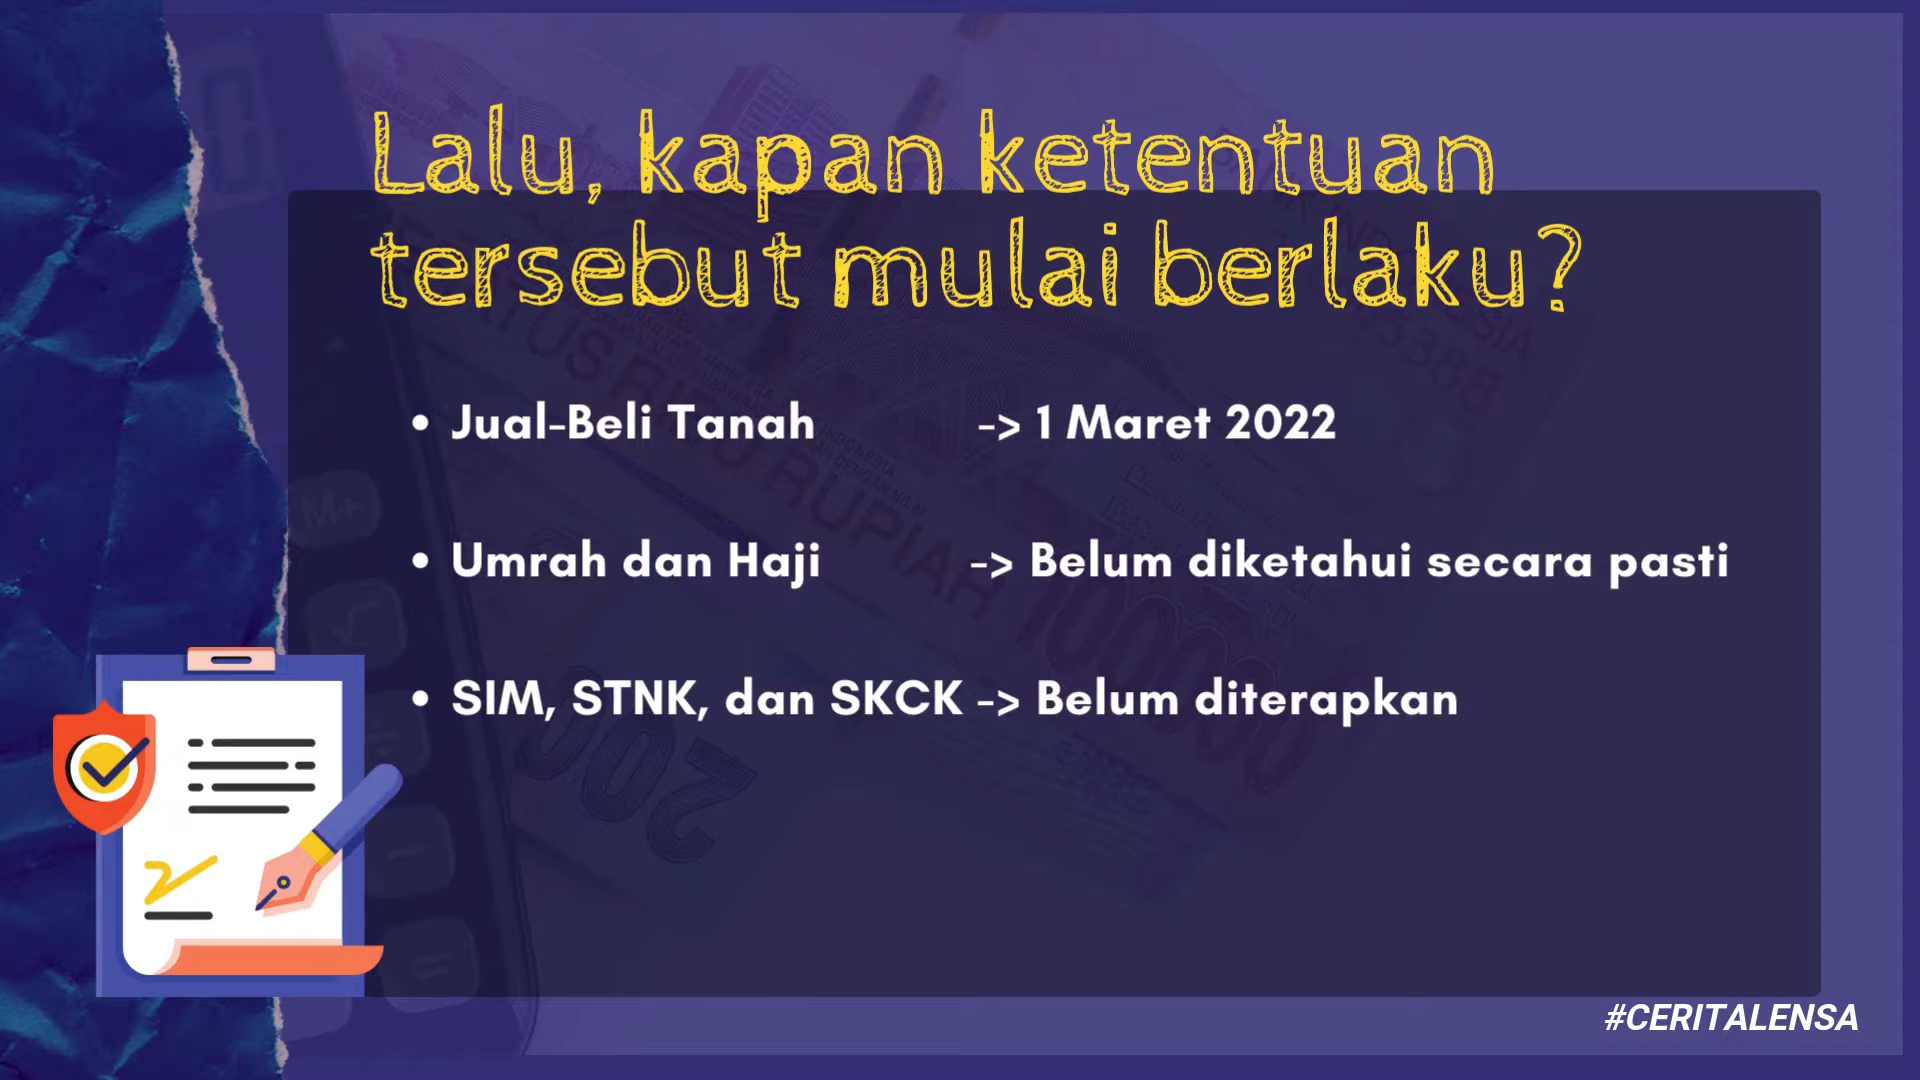 Lalu, kapan ketentuan
tersebut mulai berlaku?
• Jual-Beli Tanah -> 1 Maret 2022
• Umrah dan Haji -> Belum diketahui secara pasti
• SIM, STNK, dan SKCK -> Belum diterapkan
#CERITALENSA